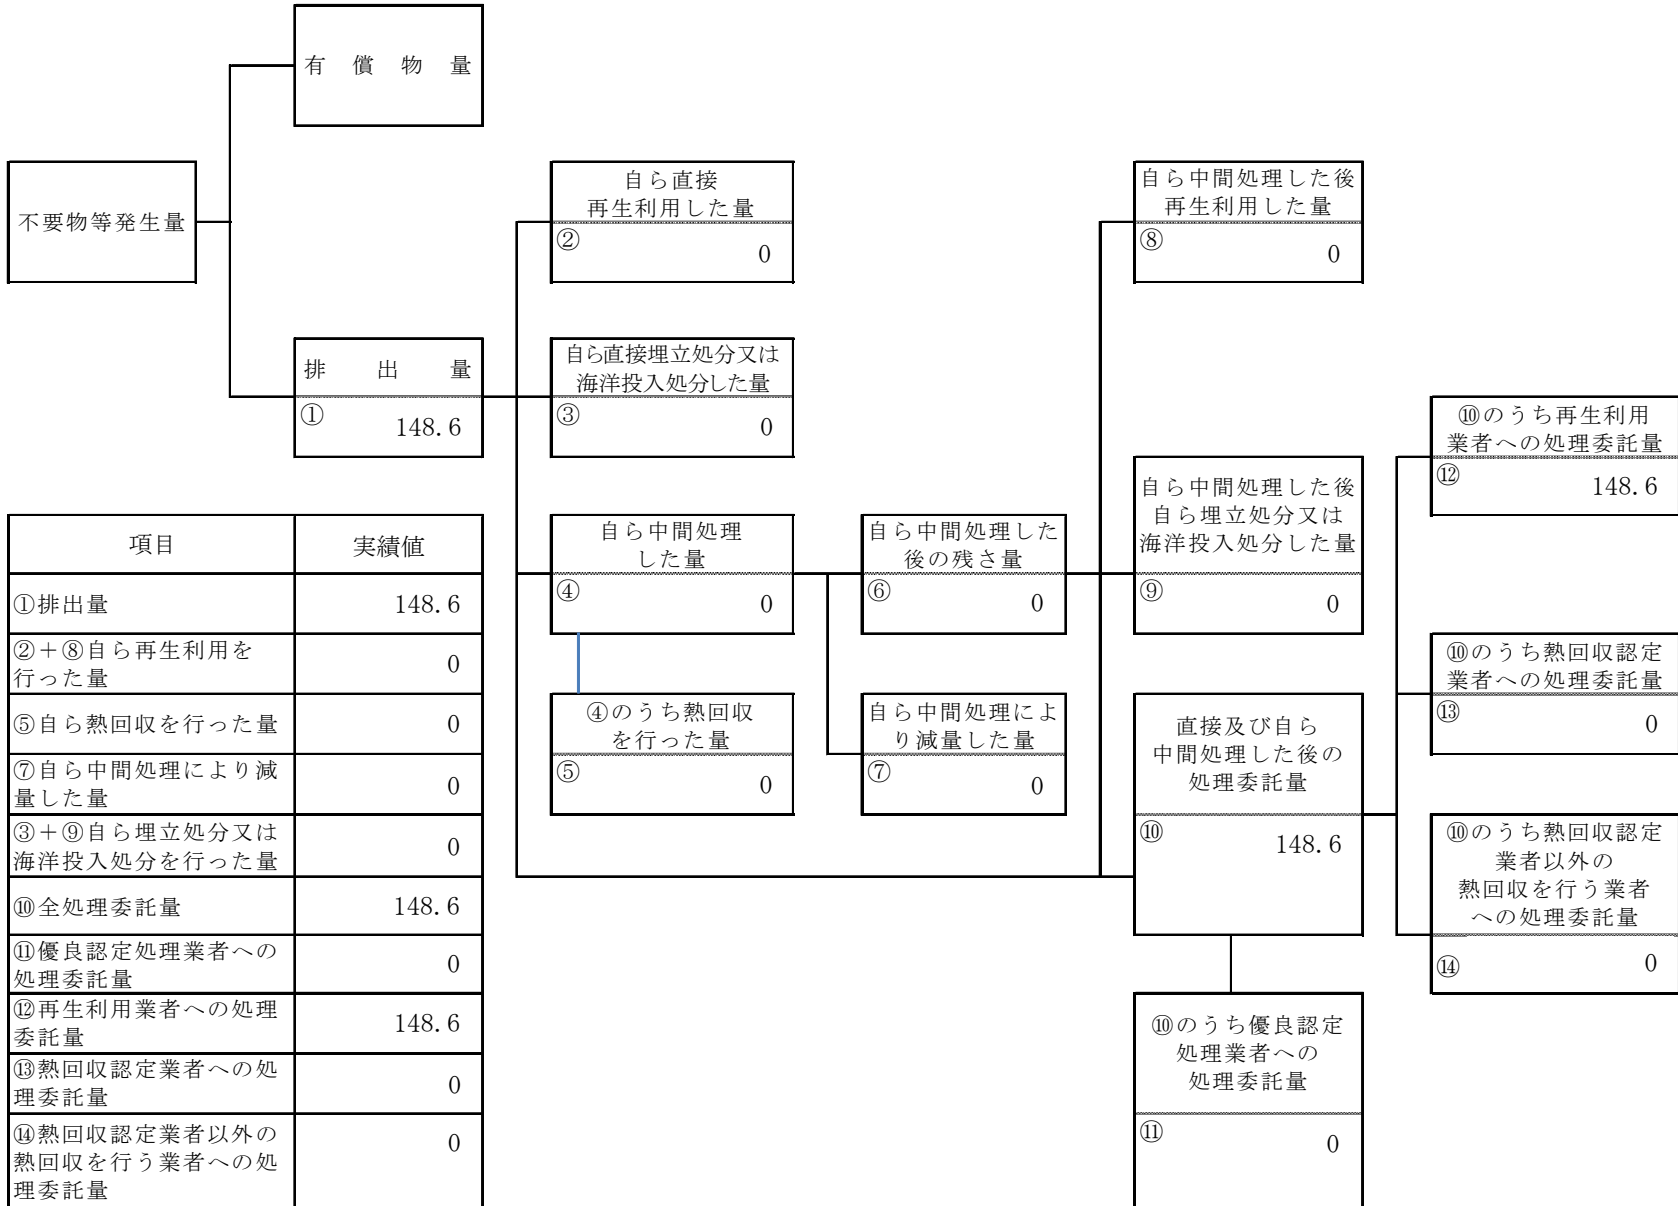 有償物量
不要物等発生量
排出量
①
148.6
自ら直接
再生利用した量
②
0
自ら直接埋立処分又は
海洋投入処分した量
③
0
自ら中間処理
した量
④
0
④のうち熱回収
を行った量
⑤
0
自ら中間処理した
後の残さ量
⑥
0
自ら中間処理によ
り減量した量
⑦
0
自ら中間処理した後
再生利用した量
⑧
0
自ら中間処理した後
自ら埋立処分又は
海洋投入処分した量
⑨
0
直接及び自ら
中間処理した後の
処理委託量
⑩
148.6
⑩のうち優良認定
処理業者への
処理委託量
⑪
0
⑩のうち再生利用
業者への処理委託量
⑫
148.6
⑩のうち熱回収認定
業者への処理委託量
⑬
0
⑩のうち熱回収認定
業者以外の
熱回収を行う業者
への処理委託量
⑭
0
項目 実績値
①排出量 148.6
②＋⑧自ら再生利用を
行った量 0
⑤自ら熱回収を行った量 0
⑦自ら中間処理により減
量した量 0
③＋⑨自ら埋立処分又は
海洋投入処分を行った量 0
⑩全処理委託量 148.6
⑪優良認定処理業者への
処理委託量 0
⑫再生利用業者への処理
委託量 148.6
⑬熱回収認定業者への処
理委託量 0
⑭熱回収認定業者以外の
熱回収を行う業者への処
理委託量 0